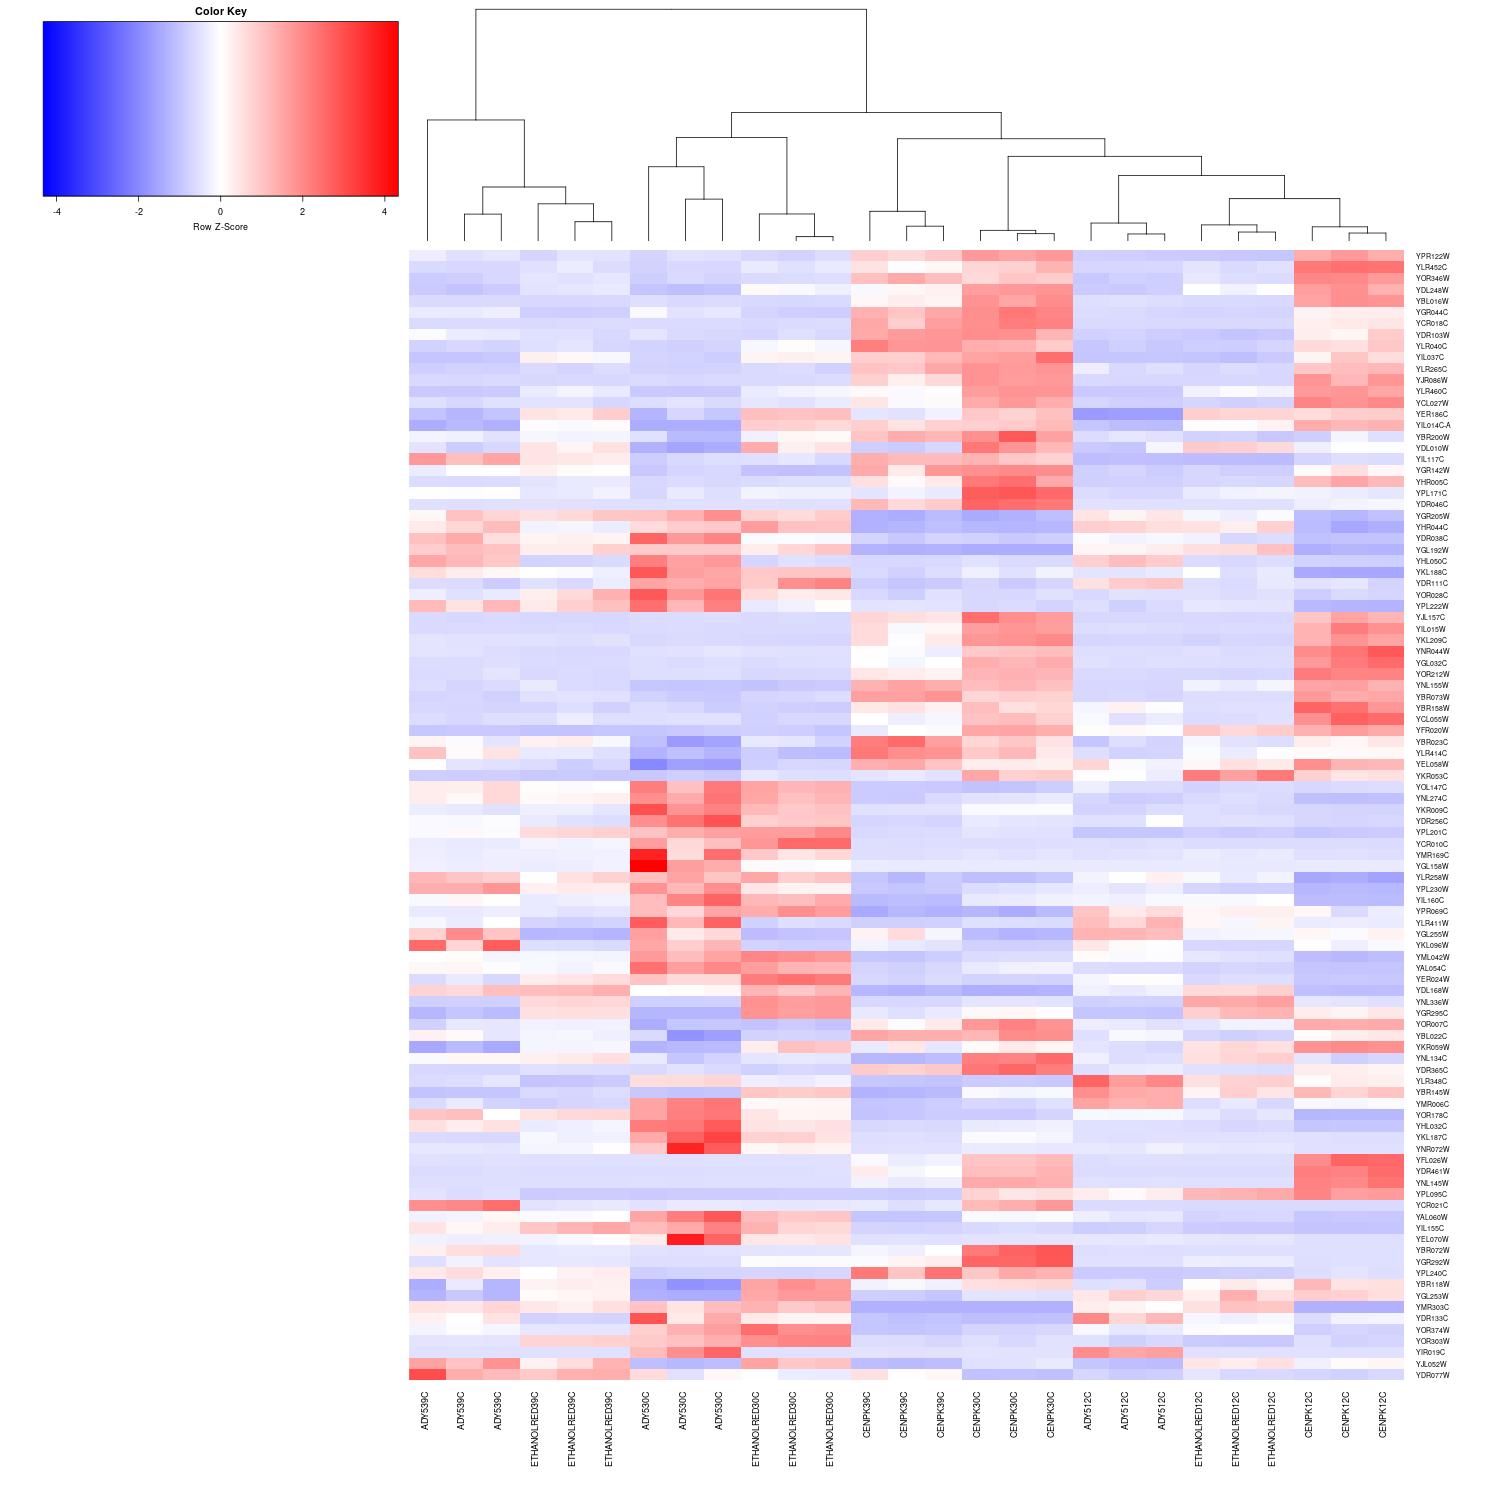 Color Key
-4 -2 0 2 4
Row Z-Score
YPR122W
YLR452C
YOR346W
YDL248W
YBL016W
YGR044C
YCR018C
YDR103W
YLR040C
YIL037C
YLR265C
YJR086W
YLR460C
YCL027W
YER186C
YIL014C-A
YBR200W
YDL010W
YIL117C
YGR142W
YHR005C
YPL171C
YDR046C
YGR205W
YHR044C
YDR038C
YGL192W
YHL050C
YKL188C
YDR111C
YOR028C
YPL222W
YJL157C
YIL015W
YKL209C
YNR044W
YGL032C
YOR212W
YNL155W
YBR073W
YBR158W
YCL055W
YFR020W
YBR023C
YLR414C
YEL058W
YKR053C
YOL147C
YNL274C
YKR009C
YDR256C
YPL201C
YCR010C
YMR169C
YGL158W
YLR258W
YPL230W
YIL160C
YPR069C
YLR411W
YGL255W
YKL096W
YML042W
YAL054C
YER024W
YDL168W
YNL336W
YGR295C
YOR007C
YBL022C
YKR059W
YNL134C
YDR365C
YLR348C
YBR145W
YMR006C
YOR178C
YHL032C
YKL187C
YNR072W
YFL026W
YDR461W
YNL145W
YPL095C
YCR021C
YAL060W
YIL155C
YEL070W
YBR072W
YGR292W
YPL240C
YBR118W
YGL253W
YMR303C
YDR133C
YOR374W
YOR303W
YIR019C
YJL052W
YDR077W
ADY539C
ADY539C
ADY539C
ETHANOLRED39C
ETHANOLRED39C
ETHANOLRED39C
ADY530C
ADY530C
ADY530C
ETHANOLRED30C
ETHANOLRED30C
ETHANOLRED30C
CENPK39C
CENPK39C
CENPK39C
CENPK30C
CENPK30C
CENPK30C
ADY512C
ADY512C
ADY512C
ETHANOLRED12C
ETHANOLRED12C
ETHANOLRED12C
CENPK12C
CENPK12C
CENPK12C